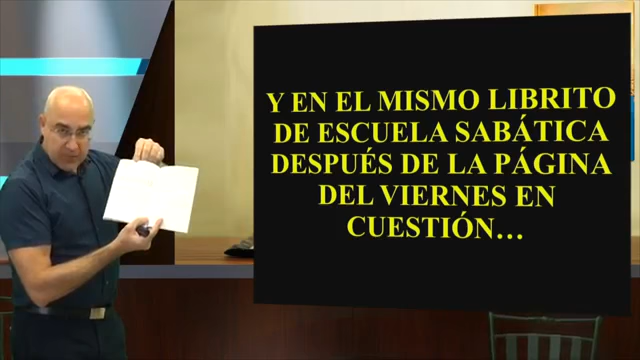 Y EN EL MISMO LIBRITO
DE ESCUELA SABÁTICA
DESPUÉS DE LA PÁGINA
DEL VIERNES EN
CUESTIÓN…